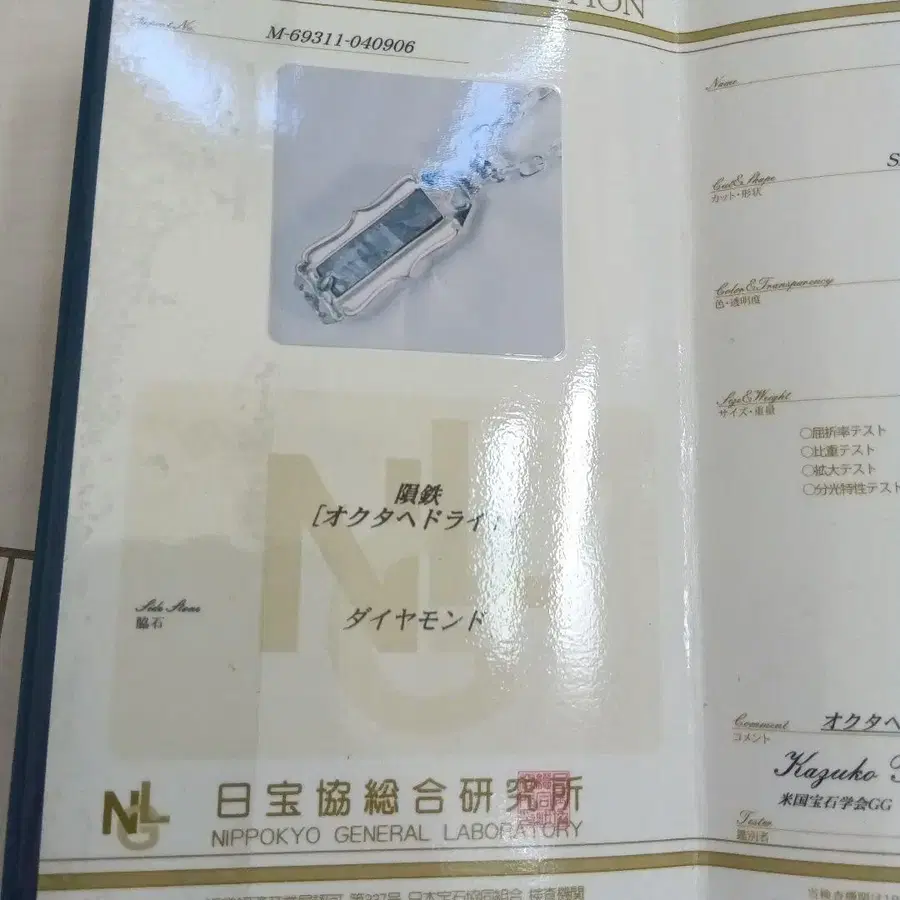 Report No.
M-69311-040906
隕鉄
[オクタヘドライ
Side Stone
脇石
ダイヤモンド
NGL
日宝協総合研究所
NIPPOKYO GENERAL LABORATORY
Name
Cut&Shape
カット・形状
Color&Transparency
色・透明度
Size&Weight
サイズ・重量
○屈折率テスト
○比重テスト
○拡大テスト
○分光特性テスト
Comment
コメント
オクタヘ
Kazuko
米国宝石学会GG
Tester
鑑別者